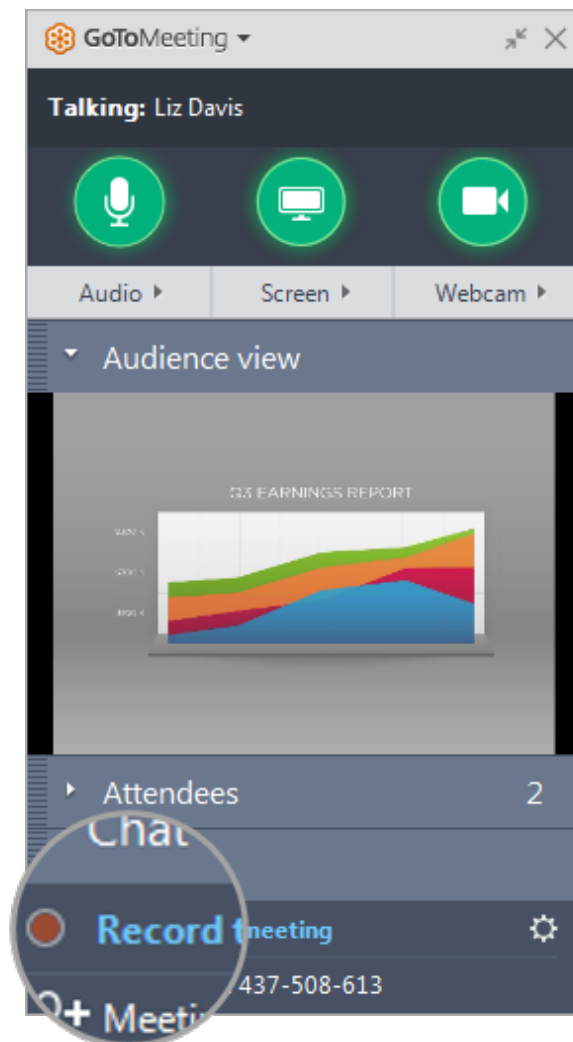 GoToMeeting
Talking: Liz Davis
Audio
Screen
Webcam
Audience view
Q3 EARNINGS REPORT
Attendees 2
Chat
Record t meeting
Meetin 437-508-613